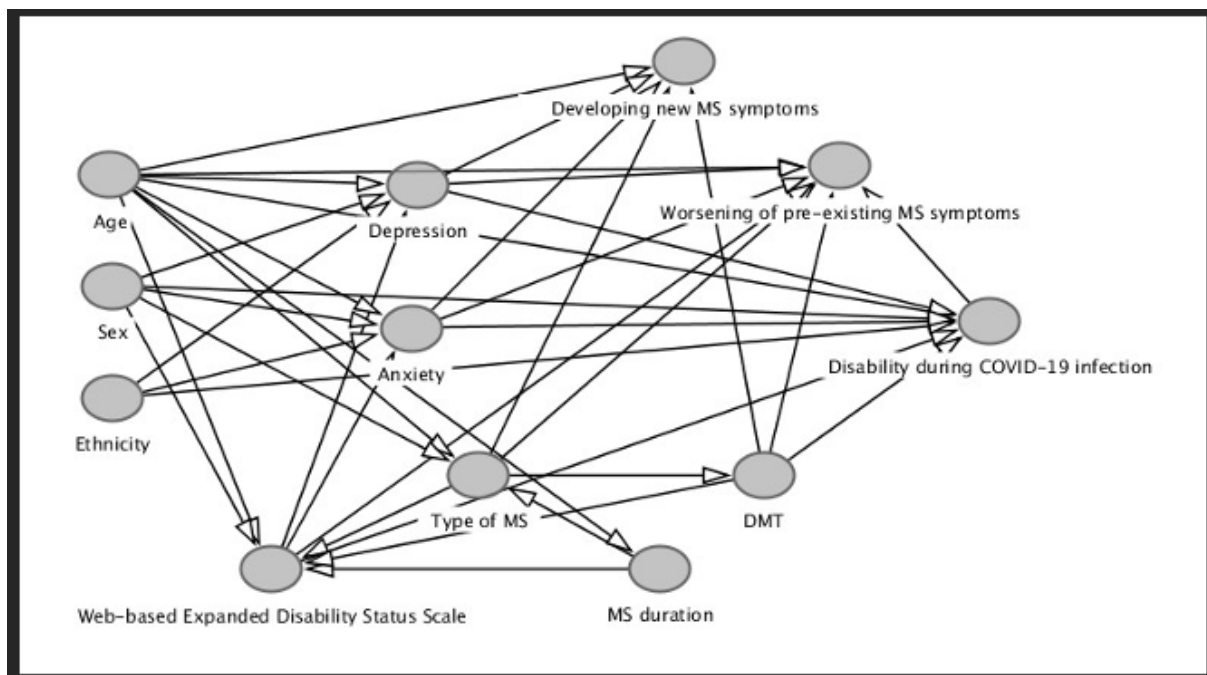 Developing new MS symptoms
Age
Depression
Worsening of pre-existing MS symptoms
Sex
Anxiety
Disability during COVID-19 infection
Ethnicity
Type of MS
DMT
Web-based Expanded Disability Status Scale
MS duration